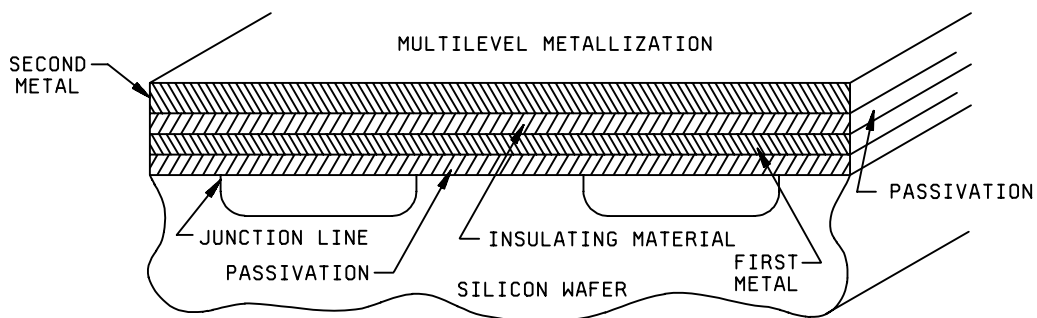 MULTILEVEL METALLIZATION
SECOND
METAL
PASSIVATION
JUNCTION LINE
INSULATING MATERIAL
PASSIVATION
FIRST
METAL
SILICON WAFER